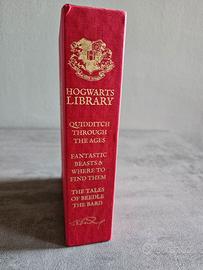 HOGWARTS
LIBRARY
QUIDDITCH
THROUGH
THE AGES
FANTASTIC
BEASTS &
WHERE TO
FIND THEM
THE TALES
OF BEEDLE
THE BARD